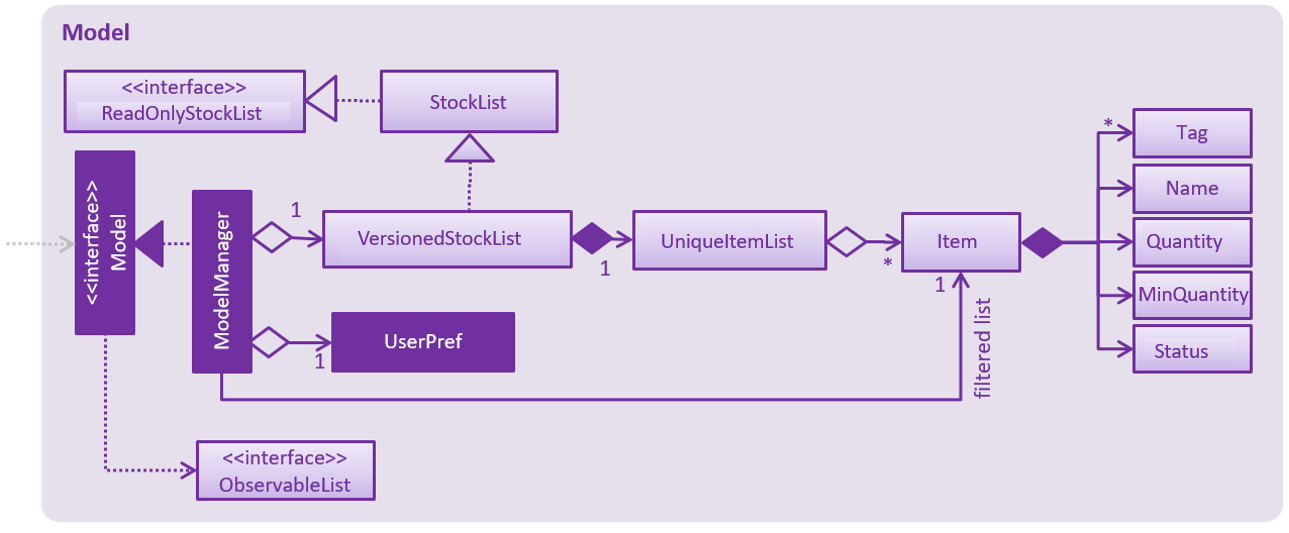 Model
<<interface>>
ReadOnlyStockList
StockList
<<interface>>
Model
ModelManager
1
VersionedStockList
1
UniqueItemList
*
Item
1
filtered list
*
Tag
Name
Quantity
MinQuantity
Status
1
UserPref
<<interface>>
ObservableList